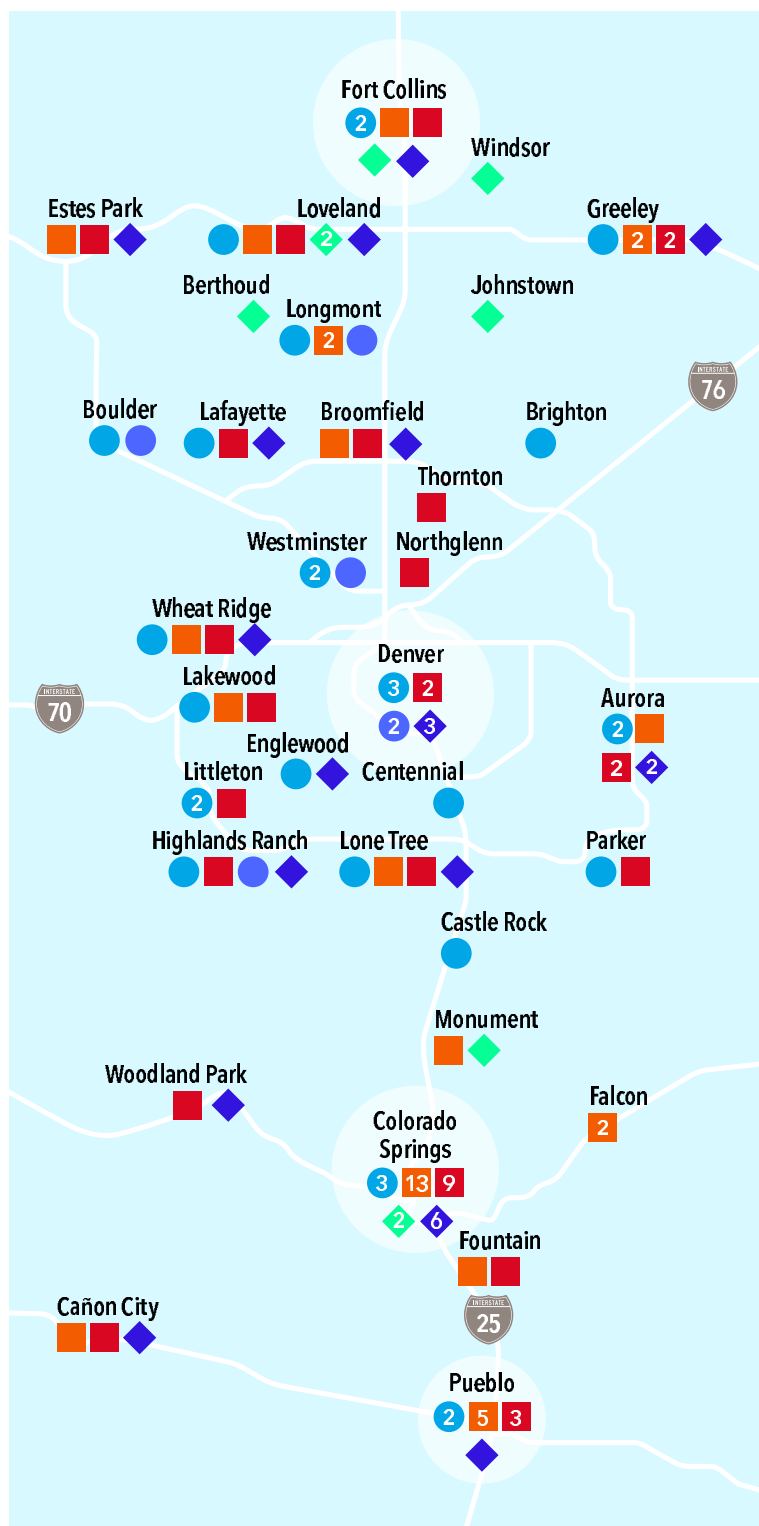 Fort Collins
2
Windsor
Estes Park
Loveland
2
Greeley
2 2
Berthoud
Johnstown
Longmont
2
INTERSTATE
76
Boulder
Lafayette
Broomfield
Brighton
Thornton
Westminster
2
Northglenn
Wheat Ridge
Denver
3 2
2 3
Lakewood
INTERSTATE
70
Aurora
2
2 2
Englewood
Littleton
2
Centennial
Highlands Ranch
Lone Tree
Parker
Castle Rock
Monument
Woodland Park
Falcon
2
Colorado
Springs
3 13 9
2 6
Fountain
INTERSTATE
25
Cañon City
Pueblo
2 5 3